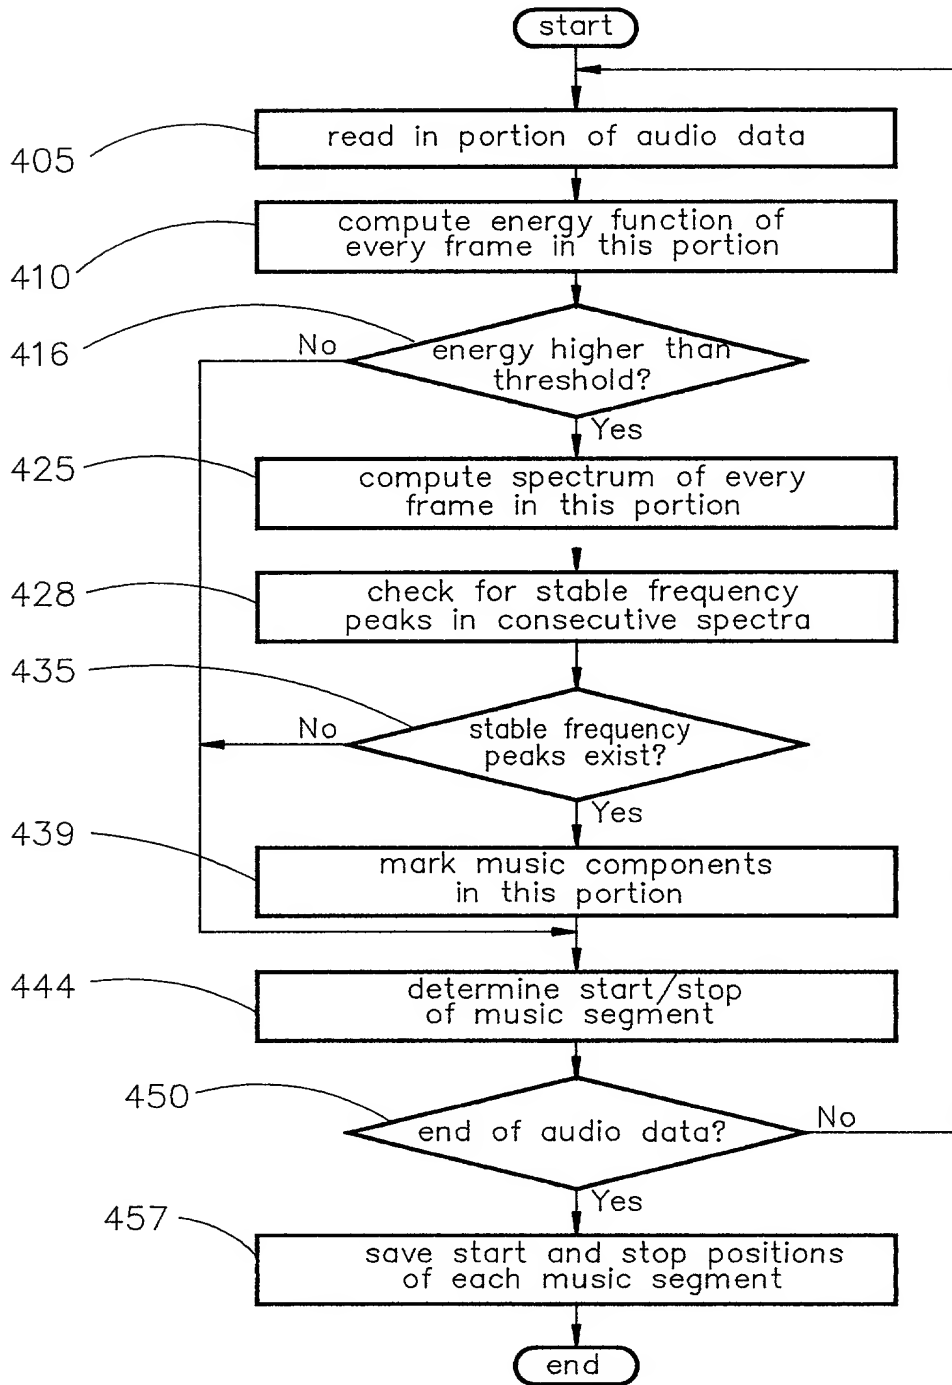 start
405
read in portion of audio data
410
compute energy function of
every frame in this portion
416
No
energy higher than
threshold?
Yes
425
compute spectrum of every
frame in this portion
428
check for stable frequency
peaks in consecutive spectra
435
No
stable frequency
peaks exist?
Yes
439
mark music components
in this portion
444
determine start/stop
of music segment
450
end of audio data?
No
Yes
457
save start and stop positions
of each music segment
end